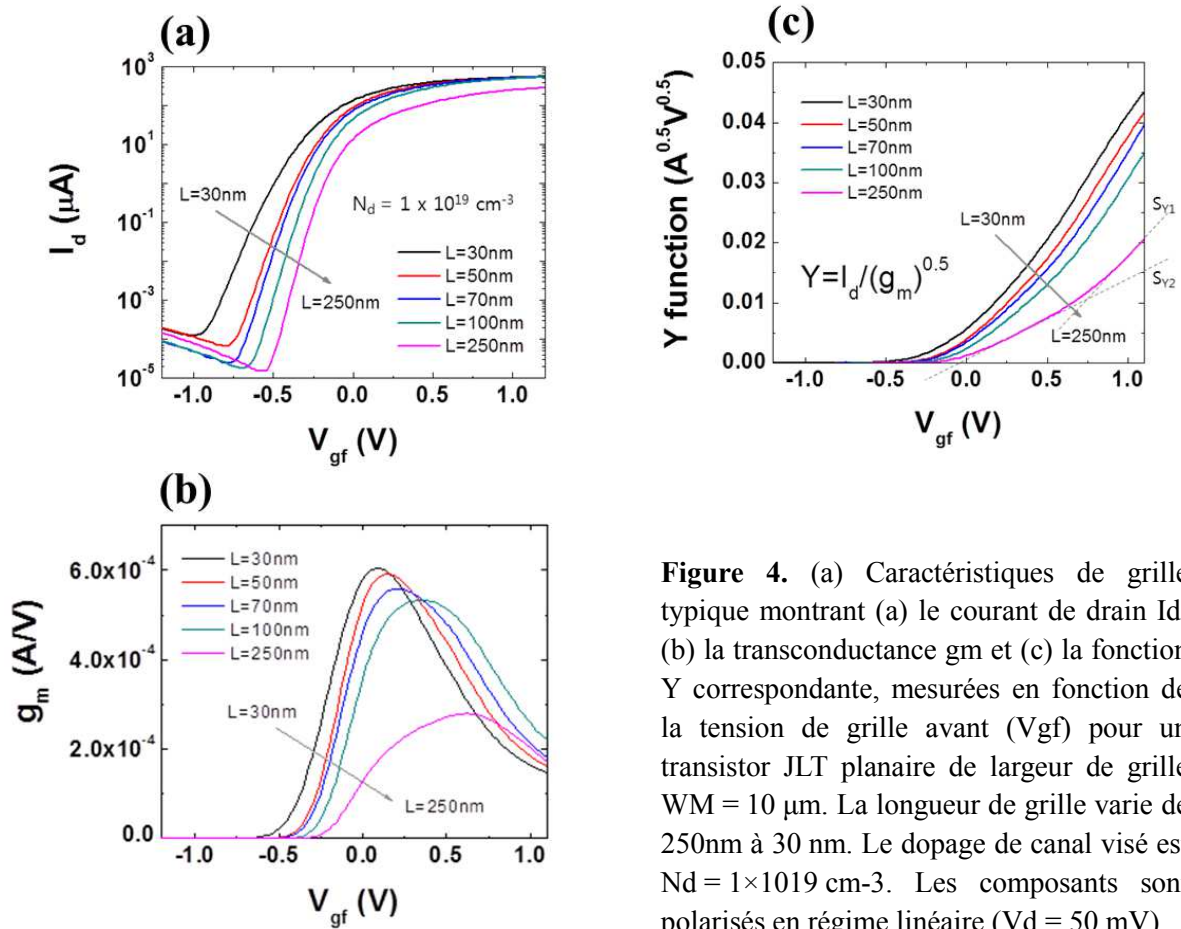 (a)
10³
10¹
10⁻¹
10⁻³
10⁻⁵
I_d (μA)
L=30nm
L=250nm
N_d = 1 x 10¹⁹ cm⁻³
L=30nm
L=50nm
L=70nm
L=100nm
L=250nm
-1.0 -0.5 0.0 0.5 1.0
V_gf (V)
(c)
0.05
0.04
0.03
0.02
0.01
0.00
Y function (A^0.5V^0.5)
L=30nm
L=50nm
L=70nm
L=100nm
L=250nm
L=30nm
L=250nm
S_Y1
S_Y2
Y=I_d/(g_m)^0.5
-1.0 -0.5 0.0 0.5 1.0
V_gf (V)
(b)
6.0x10⁻⁴
4.0x10⁻⁴
2.0x10⁻⁴
0.0
g_m (A/V)
L=30nm
L=50nm
L=70nm
L=100nm
L=250nm
L=30nm
L=250nm
-1.0 -0.5 0.0 0.5 1.0
V_gf (V)
Figure 4. (a) Caractéristiques de grille
typique montrant (a) le courant de drain Id
(b) la transconductance gm et (c) la fonction
Y correspondante, mesurées en fonction de
la tension de grille avant (Vgf) pour un
transistor JLT planaire de largeur de grille
WM = 10 μm. La longueur de grille varie de
250nm à 30 nm. Le dopage de canal visé es
Nd = 1×1019 cm-3. Les composants son
polarisés en régime linéaire (Vd = 50 mV)